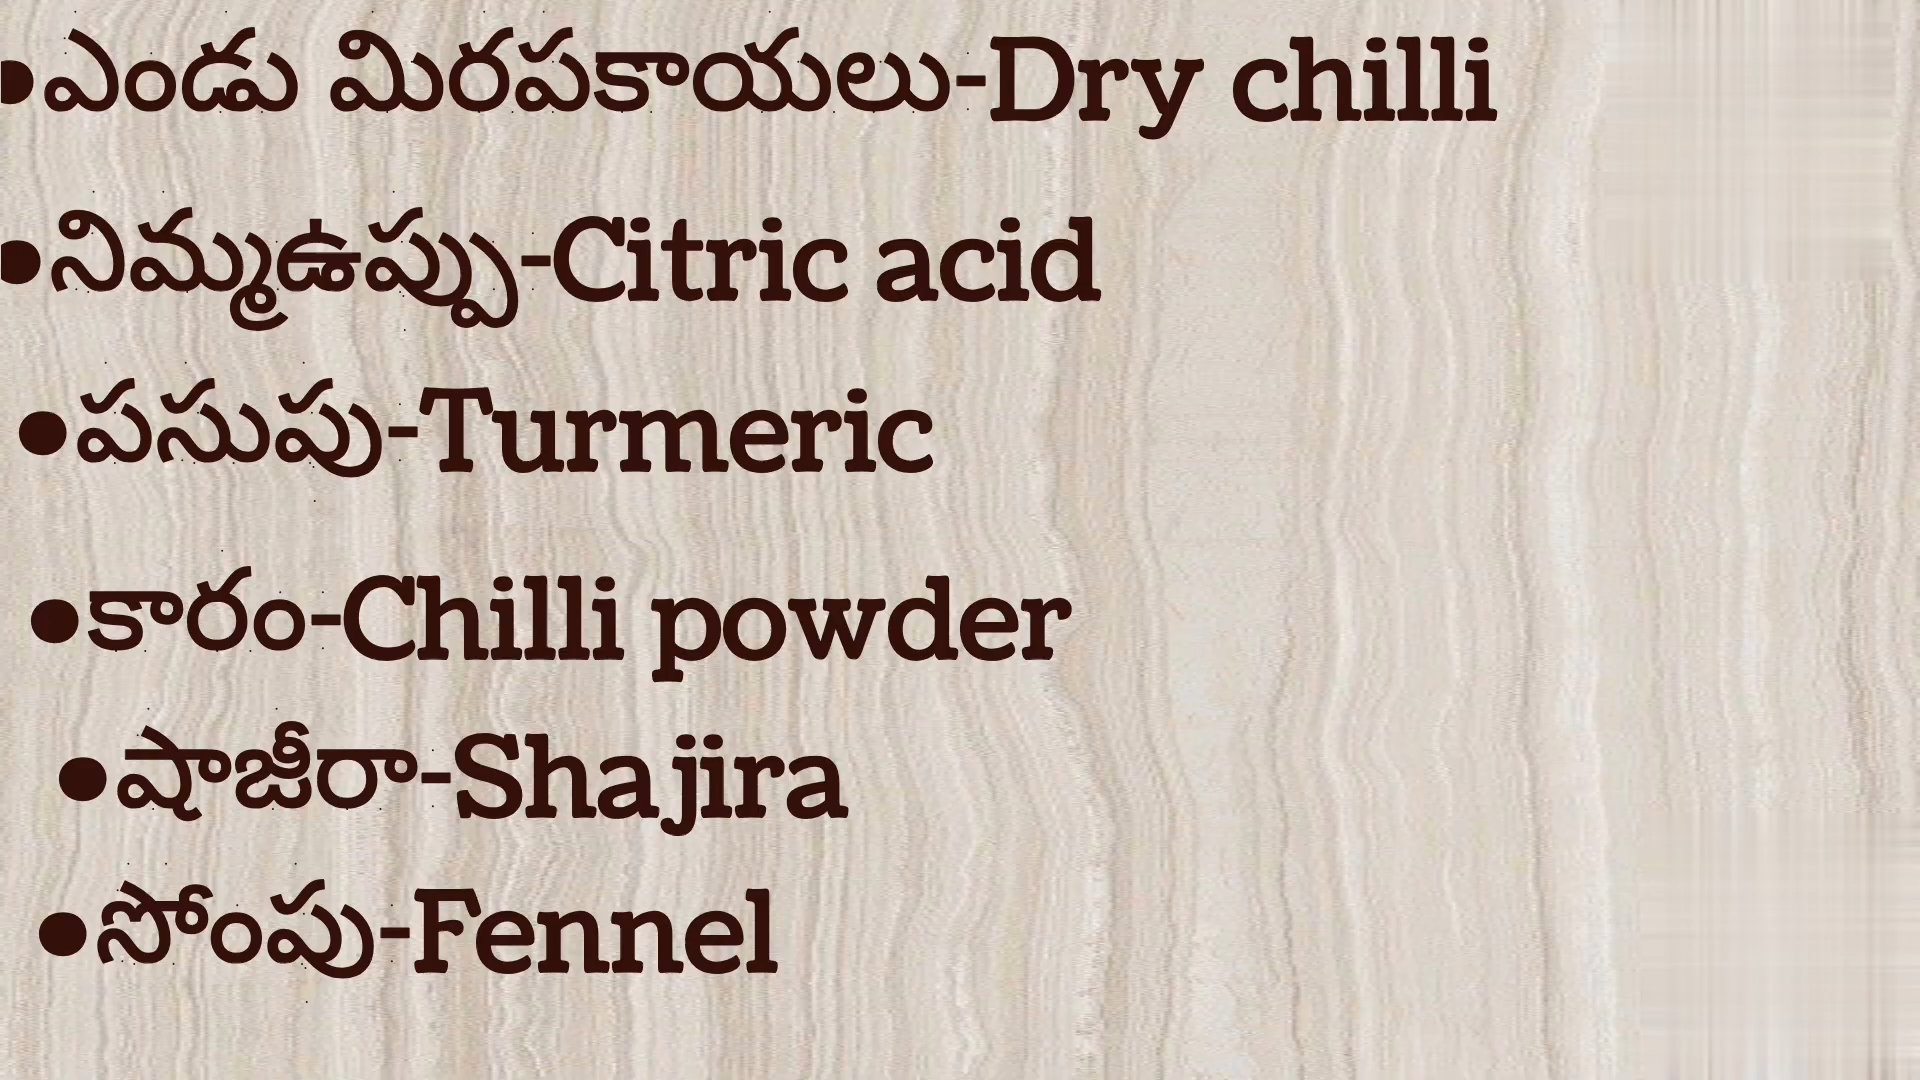 •ఎండు మిరపకాయలు-Dry chilli
•నిమ్మఉప్పు-Citric acid
•పసుపు-Turmeric
•కారం-Chilli powder
•షాజీరా-Shajira
•సోంపు-Fennel